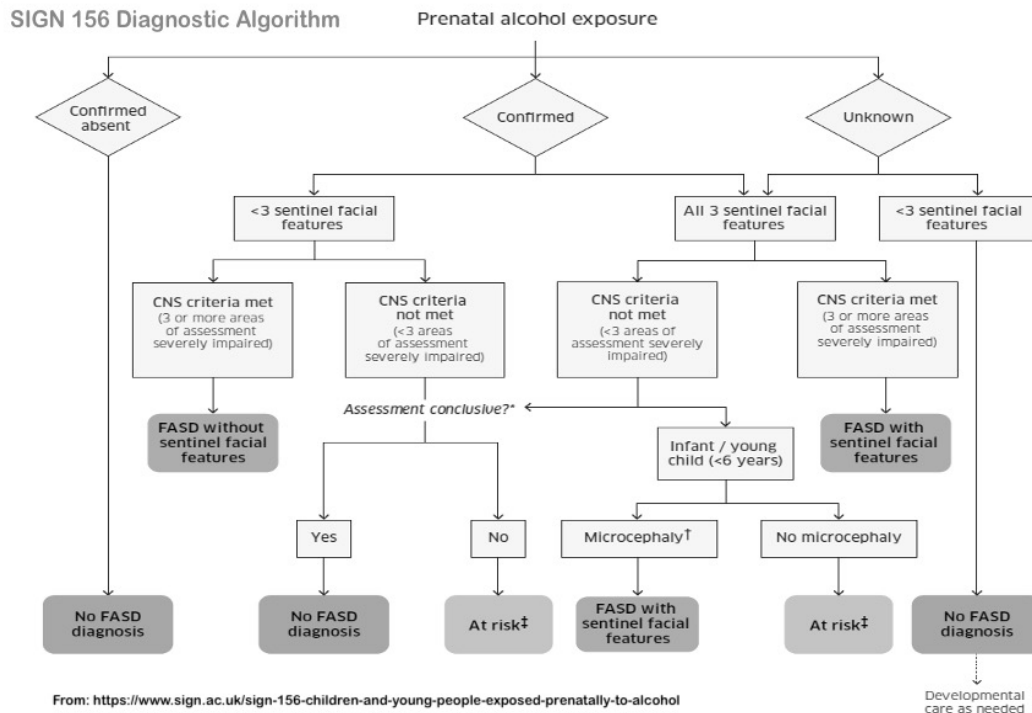 SIGN 156 Diagnostic Algorithm
Prenatal alcohol exposure
Confirmed
absent
Confirmed
Unknown
<3 sentinel facial
features
All 3 sentinel facial
features
<3 sentinel facial
features
CNS criteria met
(3 or more areas
of assessment
severely impaired)
CNS criteria
not met
(<3 areas
of assessment
severely impaired)
CNS criteria
not met
(<3 areas of
assessment severely
impaired)
CNS criteria met
(3 or more areas
of assessment
severely impaired)
FASD without
sentinel facial
features
Assessment conclusive?*
Infant / young
child (<6 years)
FASD with
sentinel facial
features
Yes
No
Microcephaly†
No microcephaly
No FASD
diagnosis
No FASD
diagnosis
At risk‡
FASD with
sentinel facial
features
At risk‡
No FASD
diagnosis
From: https://www.sign.ac.uk/sign-156-children-and-young-people-exposed-prenatally-to-alcohol
Developmental
care as needed